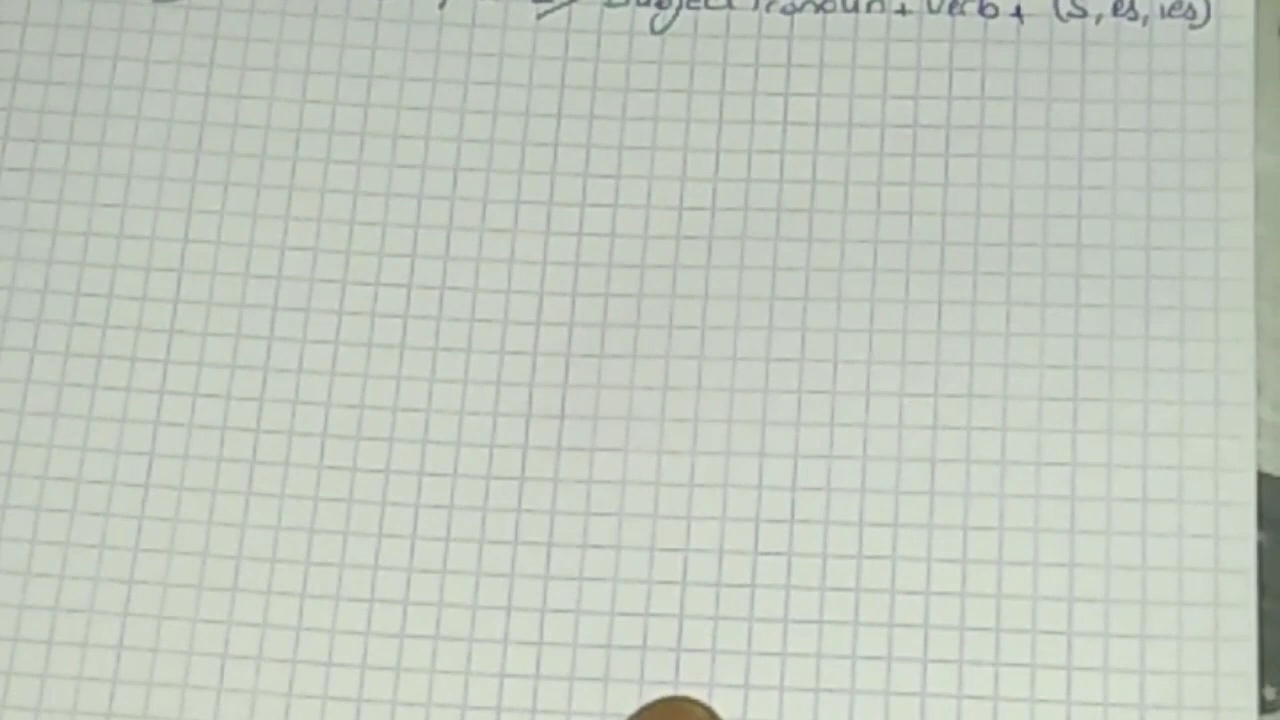 => Subject Pronoun + Verb + (s, es, ies)